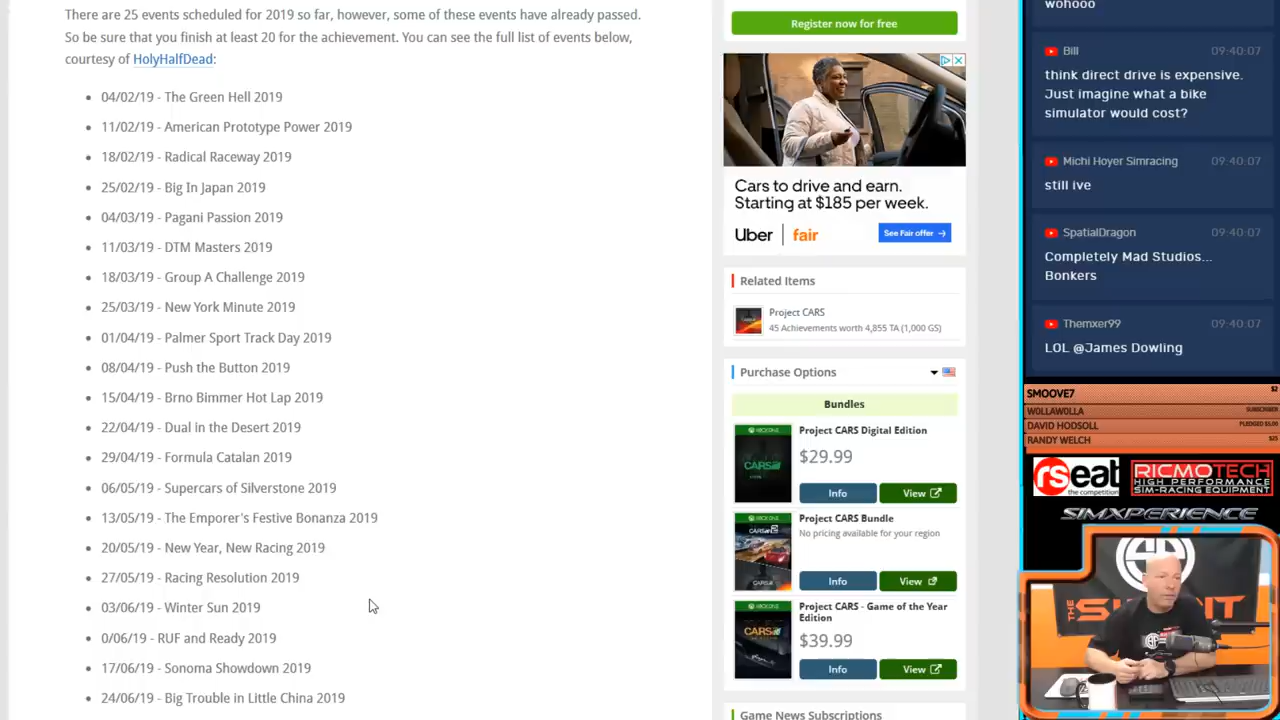 There are 25 events scheduled for 2019 so far, however, some of these events have already passed.
So be sure that you finish at least 20 for the achievement. You can see the full list of events below,
courtesy of HolyHalfDead:
04/02/19 - The Green Hell 2019
11/02/19 - American Prototype Power 2019
18/02/19 - Radical Raceway 2019
25/02/19 - Big In Japan 2019
04/03/19 - Pagani Passion 2019
11/03/19 - DTM Masters 2019
18/03/19 - Group A Challenge 2019
25/03/19 - New York Minute 2019
01/04/19 - Palmer Sport Track Day 2019
08/04/19 - Push the Button 2019
15/04/19 - Brno Bimmer Hot Lap 2019
22/04/19 - Dual in the Desert 2019
29/04/19 - Formula Catalan 2019
06/05/19 - Supercars of Silverstone 2019
13/05/19 - The Emporer's Festive Bonanza 2019
20/05/19 - New Year, New Racing 2019
27/05/19 - Racing Resolution 2019
03/06/19 - Winter Sun 2019
0/06/19 - RUF and Ready 2019
17/06/19 - Sonoma Showdown 2019
24/06/19 - Big Trouble in Little China 2019
Register now for free
Cars to drive and earn.
Starting at $185 per week.
Uber fair
See Fair offer →
Related Items
Project CARS
45 Achievements worth 4,855 TA (1,000 GS)
Purchase Options
Bundles
Project CARS Digital Edition
$29.99
Info View
Project CARS Bundle
No pricing available for your region
Info View
Project CARS - Game of the Year
Edition
$39.99
Info View
Game News Subscriptions
wohooo
Bill 09:40:07
think direct drive is expensive.
Just imagine what a bike
simulator would cost?
Michi Hoyer Simracing 09:40:07
still ive
SpatialDragon 09:40:07
Completely Mad Studios...
Bonkers
Themxer99 09:40:07
LOL @James Dowling
SMOOVE7 $2
WOLLAWOLLA SUBSCRIBER
DAVID HODSOLL PLEDGED $5.00
RANDY WELCH $25
rseat
the competition
RICMOTECH
HIGH PERFORMANCE
SIM-RACING EQUIPMENT
SIMXPERIENCE